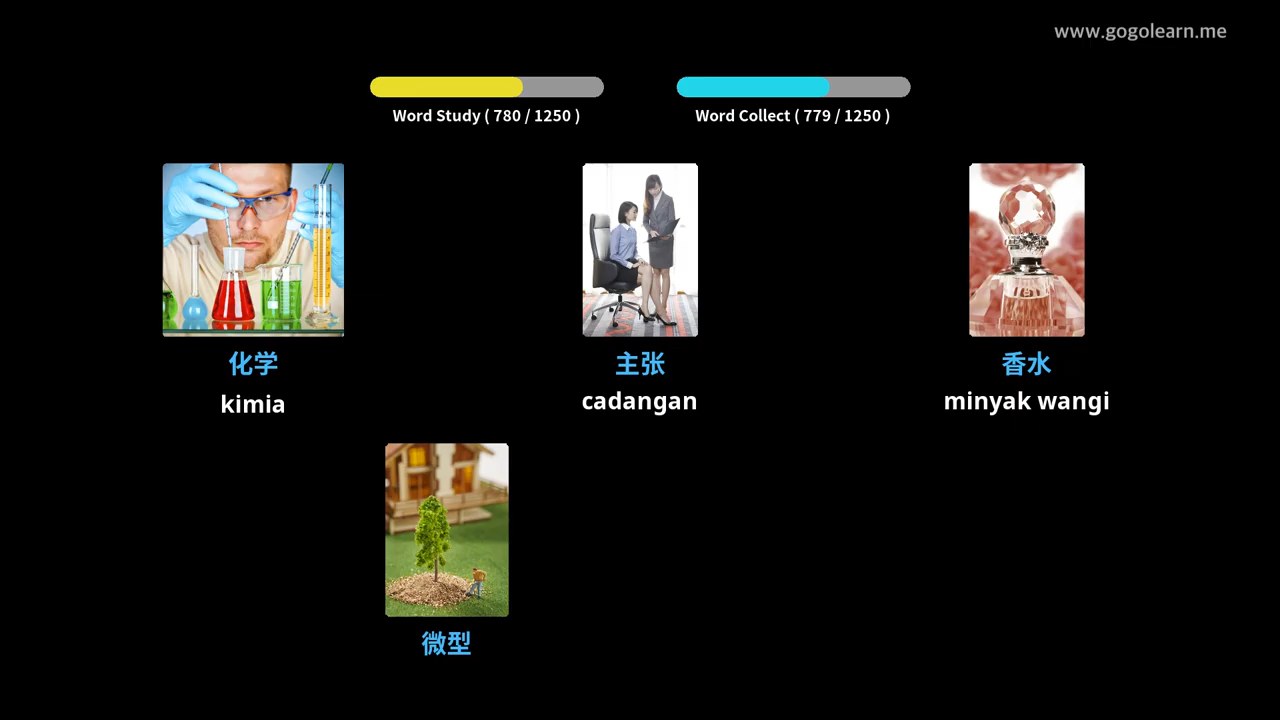 www.gogolearn.me
Word Study ( 780 / 1250 )
Word Collect ( 779 / 1250 )
化学
主张
香水
kimia
cadangan
minyak wangi
微型